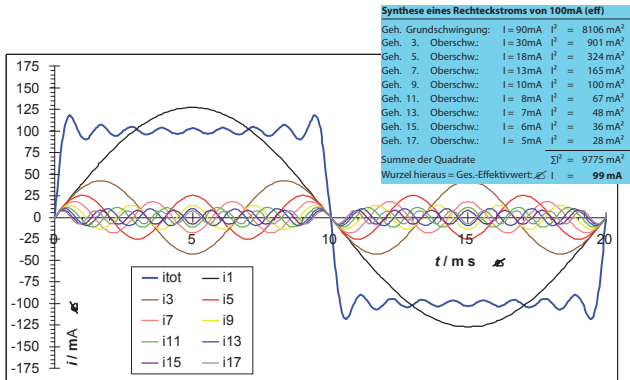 Synthese eines Rechteckstroms von 100mA (eff)
Geh. Grundschwingung: I = 90mA I² = 8106 mA²
Geh. 3. Oberschw.: I = 30mA I² = 901 mA²
Geh. 5. Oberschw.: I = 18mA I² = 324 mA²
Geh. 7. Oberschw.: I = 13mA I² = 165 mA²
Geh. 9. Oberschw.: I = 10mA I² = 100 mA²
Geh. 11. Oberschw.: I = 8mA I² = 67 mA²
Geh. 13. Oberschw.: I = 7mA I² = 48 mA²
Geh. 15. Oberschw.: I = 6mA I² = 36 mA²
Geh. 17. Oberschw.: I = 5mA I² = 28 mA²
Summe der Quadrate ΣI² = 9775 mA²
Wurzel hieraus = Ges.-Effektivwert: I = 99 mA
175
150
125
100
75
50
25
0
-25
-50
-75
-100
-125
-150
-175
0 5 10 15 20
t / ms
i / mA
itot i1
i3 i5
i7 i9
i11 i13
i15 i17